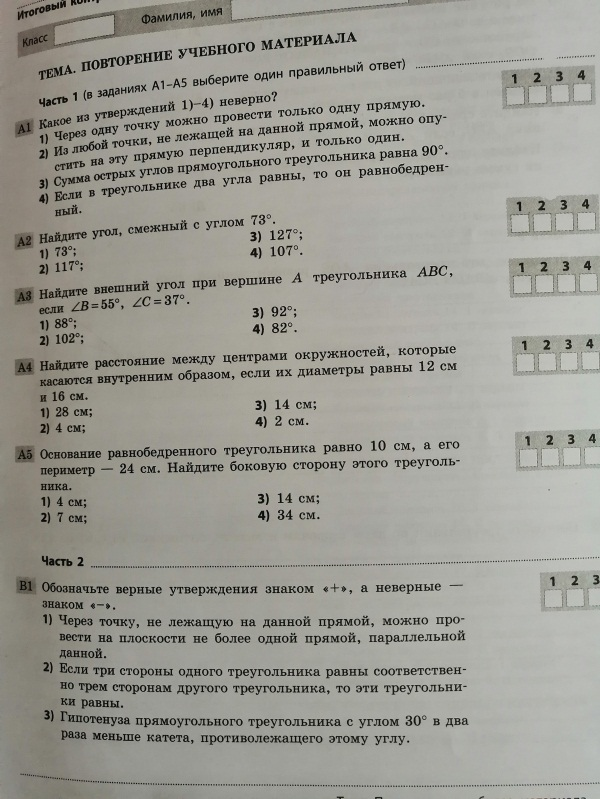 Итоговый
Класс
Фамилия, имя
ТЕМА. ПОВТОРЕНИЕ УЧЕБНОГО МАТЕРИАЛА
Часть 1 (в заданиях А1–А5 выберите один правильный ответ)
1 2 3 4
А1 Какое из утверждений 1)–4) неверно?
1) Через одну точку можно провести только одну прямую.
2) Из любой точки, не лежащей на данной прямой, можно опу-
стить на эту прямую перпендикуляр, и только один.
3) Сумма острых углов прямоугольного треугольника равна 90°.
4) Если в треугольнике два угла равны, то он равнобедрен-
ный.
1 2 3 4
А2 Найдите угол, смежный с углом 73°.
1) 73°; 3) 127°;
2) 117°; 4) 107°.
1 2 3 4
А3 Найдите внешний угол при вершине A треугольника ABC,
если ∠B=55°, ∠C=37°.
1) 88°; 3) 92°;
2) 102°; 4) 82°.
1 2 3 4
А4 Найдите расстояние между центрами окружностей, которые
касаются внутренним образом, если их диаметры равны 12 см
и 16 см.
1) 28 см; 3) 14 см;
2) 4 см; 4) 2 см.
1 2 3 4
А5 Основание равнобедренного треугольника равно 10 см, а его
периметр — 24 см. Найдите боковую сторону этого треуголь-
ника.
1) 4 см; 3) 14 см;
2) 7 см; 4) 34 см.
Часть 2
1 2 3
В1 Обозначьте верные утверждения знаком «+», а неверные —
знаком «–».
1) Через точку, не лежащую на данной прямой, можно про-
вести на плоскости не более одной прямой, параллельной
данной.
2) Если три стороны одного треугольника равны соответствен-
но трем сторонам другого треугольника, то эти треугольни-
ки равны.
3) Гипотенуза прямоугольного треугольника с углом 30° в два
раза меньше катета, противолежащего этому углу.